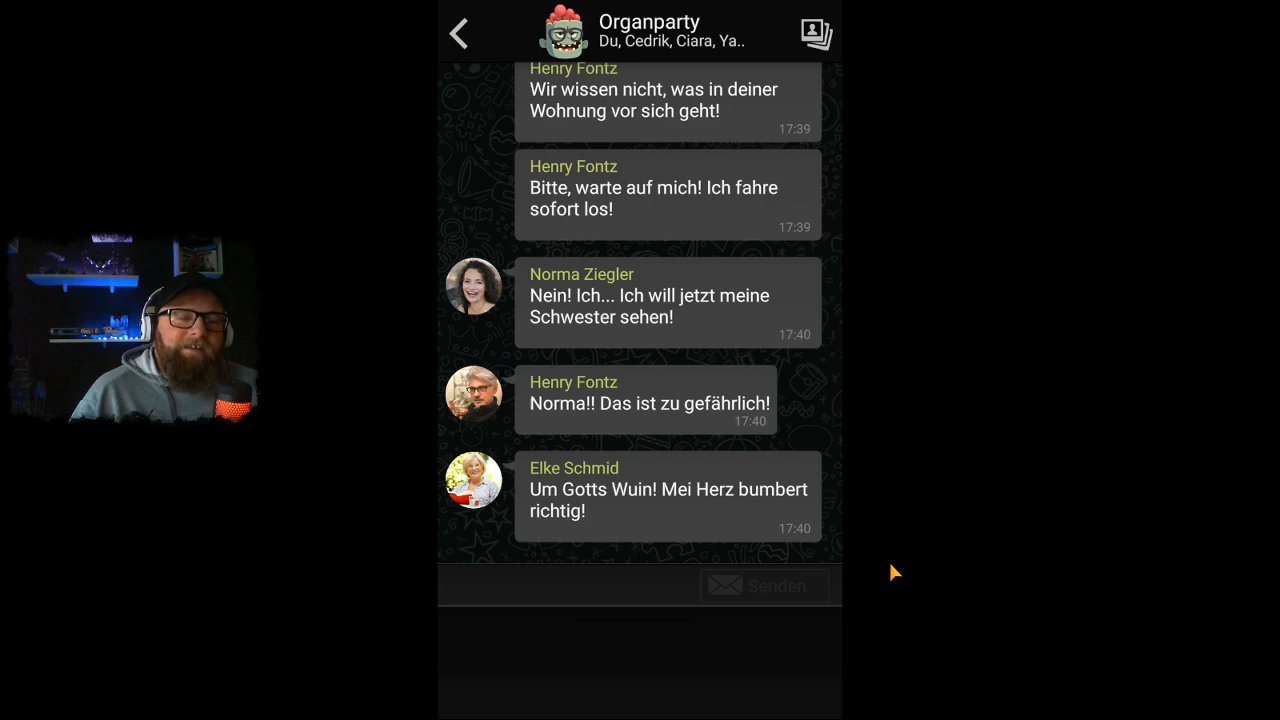 Organparty
Du, Cedrik, Ciara, Ya..
Henry Fontz
Wir wissen nicht, was in deiner
Wohnung vor sich geht!
17:39
Henry Fontz
Bitte, warte auf mich! Ich fahre
sofort los!
17:39
Norma Ziegler
Nein! Ich... Ich will jetzt meine
Schwester sehen!
17:40
Henry Fontz
Norma!! Das ist zu gefährlich!
17:40
Elke Schmid
Um Gotts Wuin! Mei Herz bumbert
richtig!
17:40
Senden